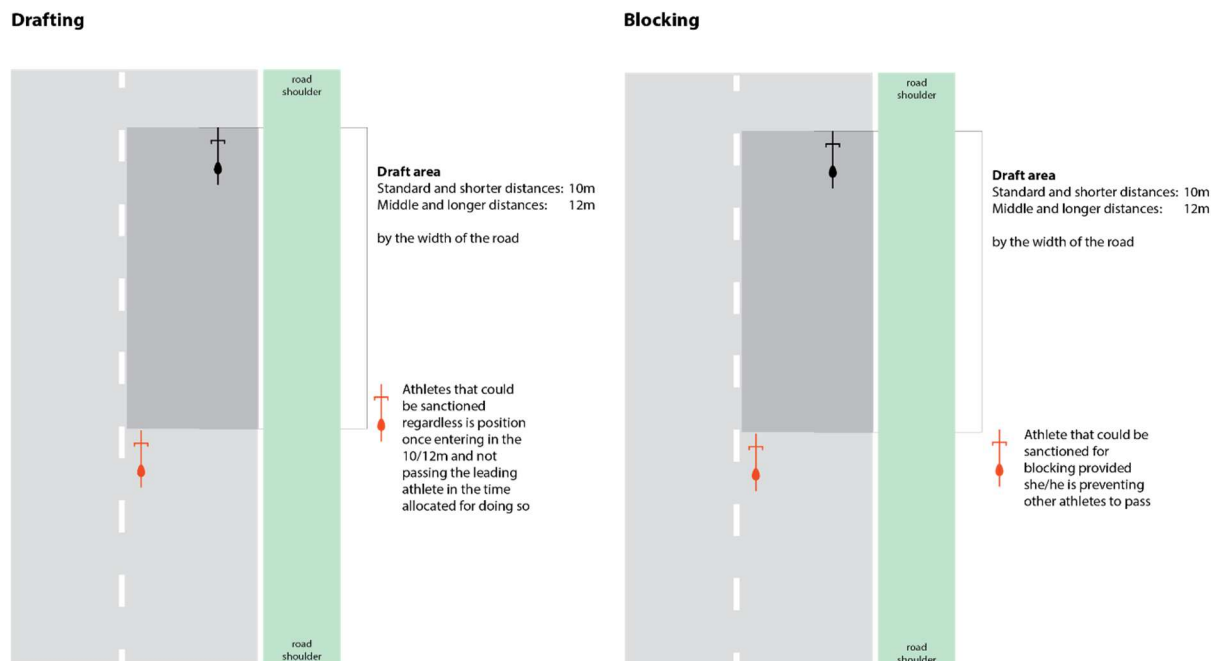 Drafting
road
shoulder
Draft area
Standard and shorter distances: 10m
Middle and longer distances: 12m
by the width of the road
Athletes that could
be sanctioned
regardless is position
once entering in the
10/12m and not
passing the leading
athlete in the time
allocated for doing so
road
shoulder
Blocking
road
shoulder
Draft area
Standard and shorter distances: 10m
Middle and longer distances: 12m
by the width of the road
Athlete that could be
sanctioned for
blocking provided
she/he is preventing
other athletes to pass
road
shoulder